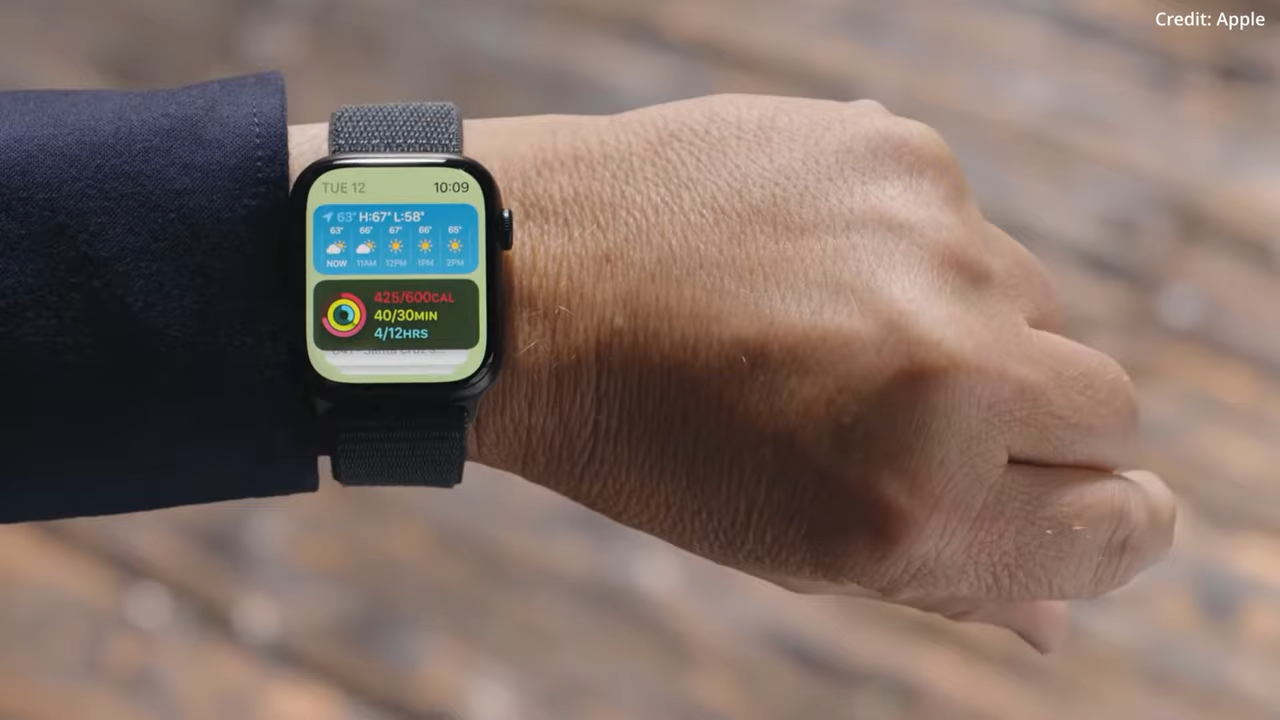 Credit: Apple
TUE 12 10:09
63° H:67° L:58°
63° 66° 67° 66° 65°
NOW 11AM 12PM 1PM 2PM
425/600CAL
40/30MIN
4/12HRS